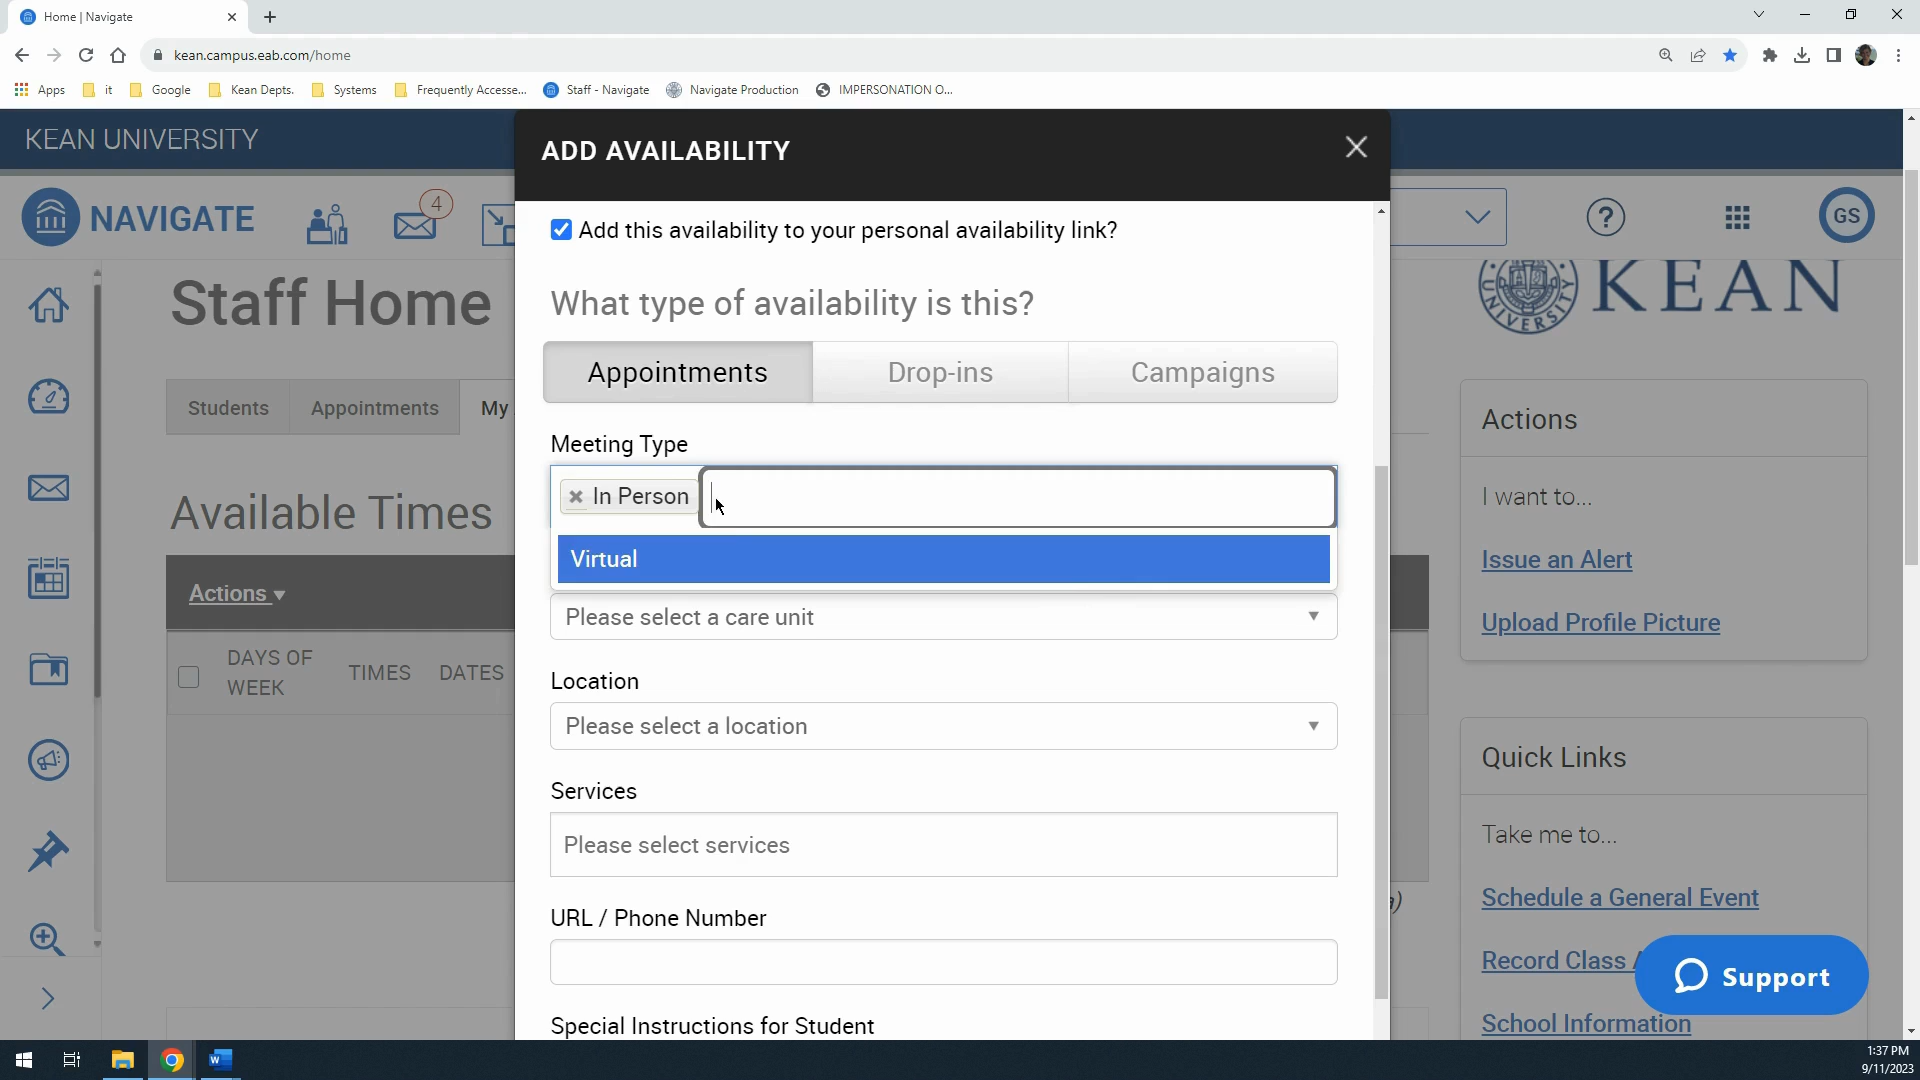 Home | Navigate
kean.campus.eab.com/home
Apps
it
Google
Kean Depts.
Systems
Frequently Accesse...
Staff - Navigate
Navigate Production
IMPERSONATION O...
KEAN UNIVERSITY
NAVIGATE
4
GS
Staff Home
KEAN
UNIVERSITY
Students
Appointments
My
Available Times
Actions
DAYS OF WEEK
TIMES
DATES
ADD AVAILABILITY
Add this availability to your personal availability link?
What type of availability is this?
Appointments
Drop-ins
Campaigns
Meeting Type
In Person
Virtual
Please select a care unit
Location
Please select a location
Services
Please select services
URL / Phone Number
Special Instructions for Student
Actions
I want to...
Issue an Alert
Upload Profile Picture
Quick Links
Take me to...
Schedule a General Event
Record Class
School Information
Support
1:37 PM
9/11/2023